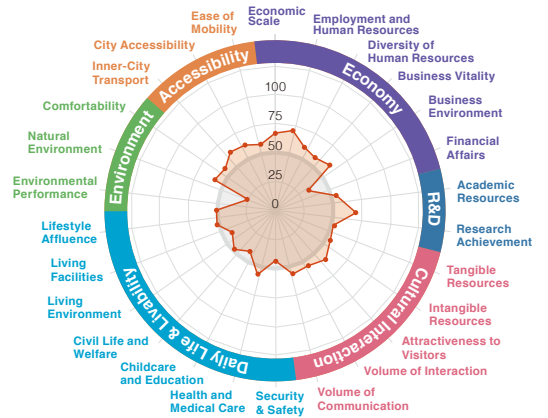 Economic
Scale
Employment and
Human Resources
Diversity of
Human Resources
Business Vitality
Business
Environment
Financial
Affairs
Academic
Resources
Research
Achievement
Tangible
Resources
Intangible
Resources
Attractiveness to
Visitors
Volume of Interaction
Volume of
Communication
Security
& Safety
Health and
Medical Care
Childcare
and Education
Civil Life and
Welfare
Living
Environment
Living
Facilities
Lifestyle
Affluence
Environmental
Performance
Natural
Environment
Comfortability
Inner-City
Transport
City Accessibility
Ease of
Mobility
Economy
R&D
Cultural Interaction
Daily Life & Livability
Environment
Accessibility
100
75
50
25
0